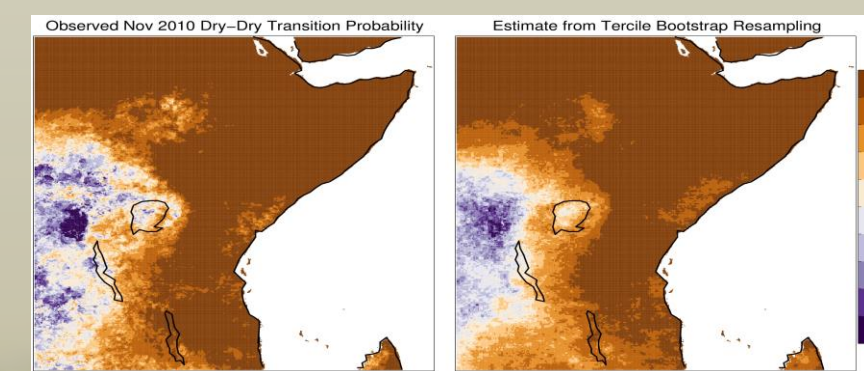 Observed Nov 2010 Dry–Dry Transition Probability
Estimate from Tercile Bootstrap Resampling